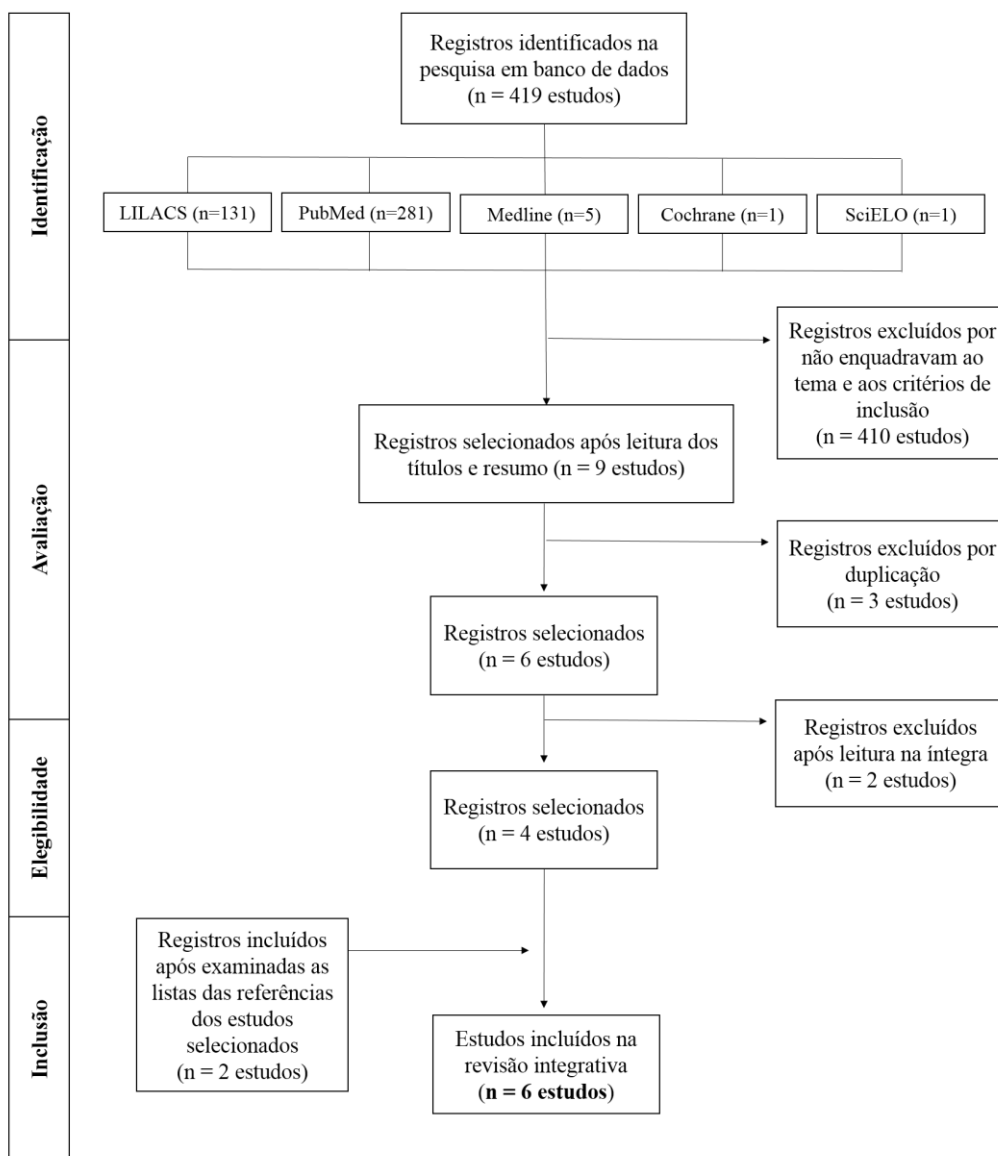 Identificação
Registros identificados na
pesquisa em banco de dados
(n = 419 estudos)
LILACS (n=131)
PubMed (n=281)
Medline (n=5)
Cochrane (n=1)
SciELO (n=1)
Registros excluídos por
não enquadravam ao
tema e aos critérios de
inclusão
(n = 410 estudos)
Avaliação
Registros selecionados após leitura dos
títulos e resumo (n = 9 estudos)
Registros excluídos por
duplicação
(n = 3 estudos)
Registros selecionados
(n = 6 estudos)
Registros excluídos
após leitura na íntegra
(n = 2 estudos)
Elegibilidade
Registros selecionados
(n = 4 estudos)
Inclusão
Registros incluídos
após examinadas as
listas das referências
dos estudos
selecionados
(n = 2 estudos)
Estudos incluídos na
revisão integrativa
(n = 6 estudos)